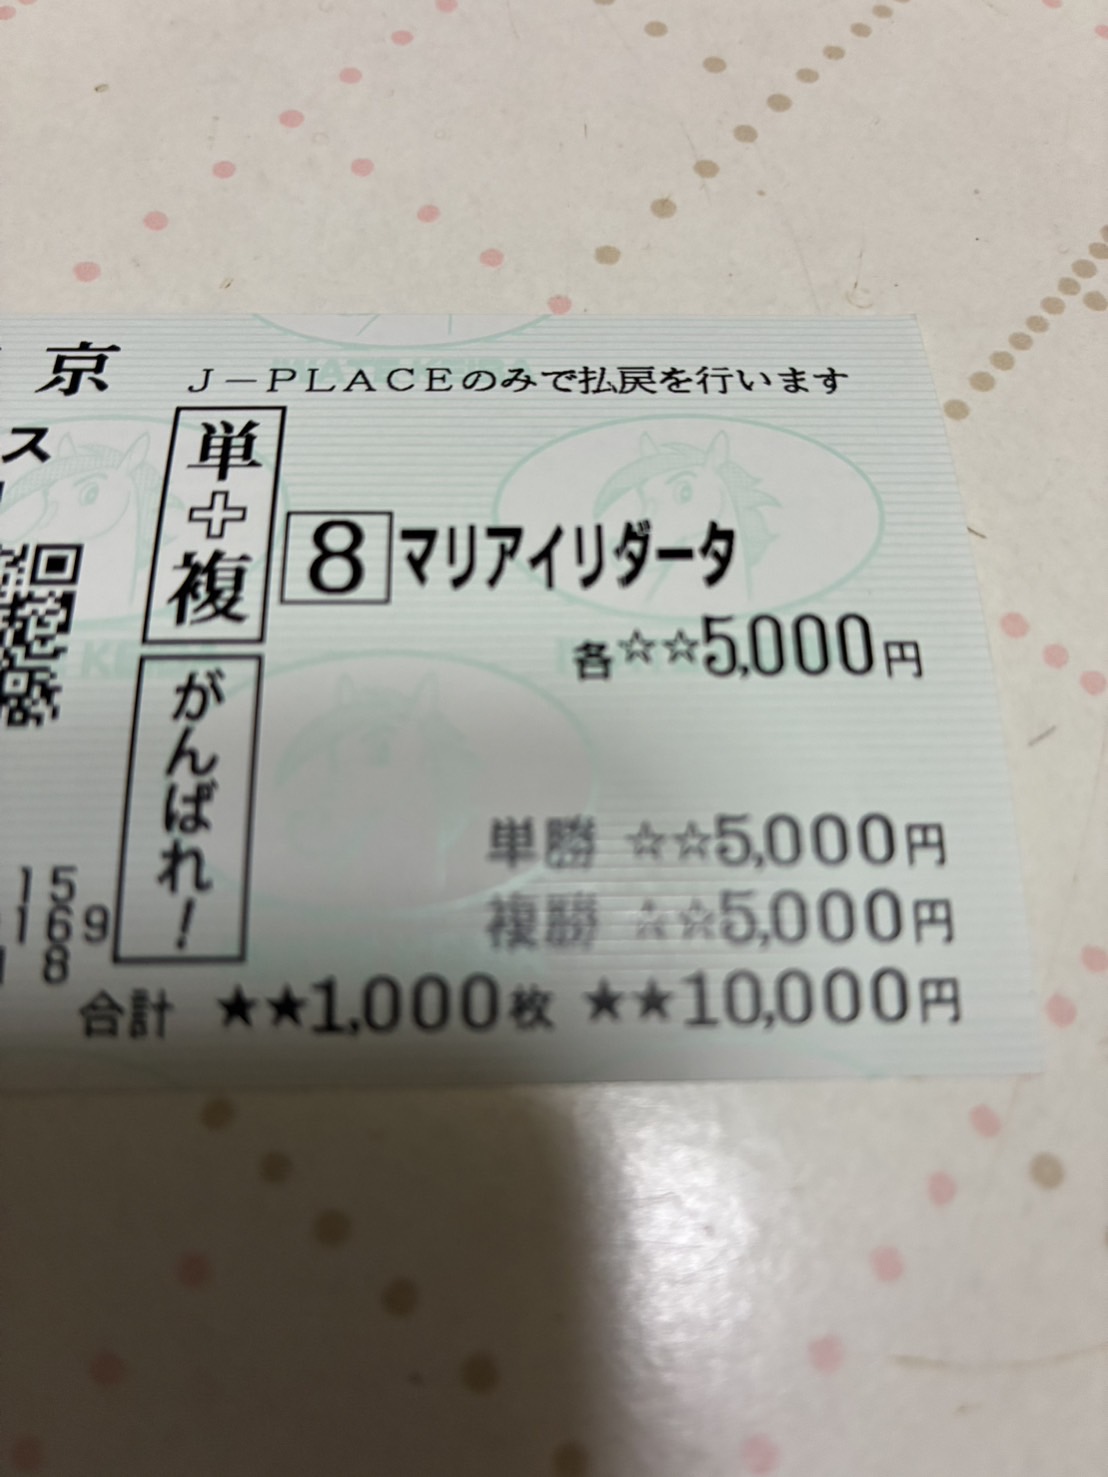 京
J－PLACEのみで払戻を行います
ス
単+複
8 マリアイリダータ
各☆☆5,000円
がんばれ！
単勝 ☆☆5,000円
複勝 ☆☆5,000円
15
169
8
合計 ★★1,000枚 ★★10,000円